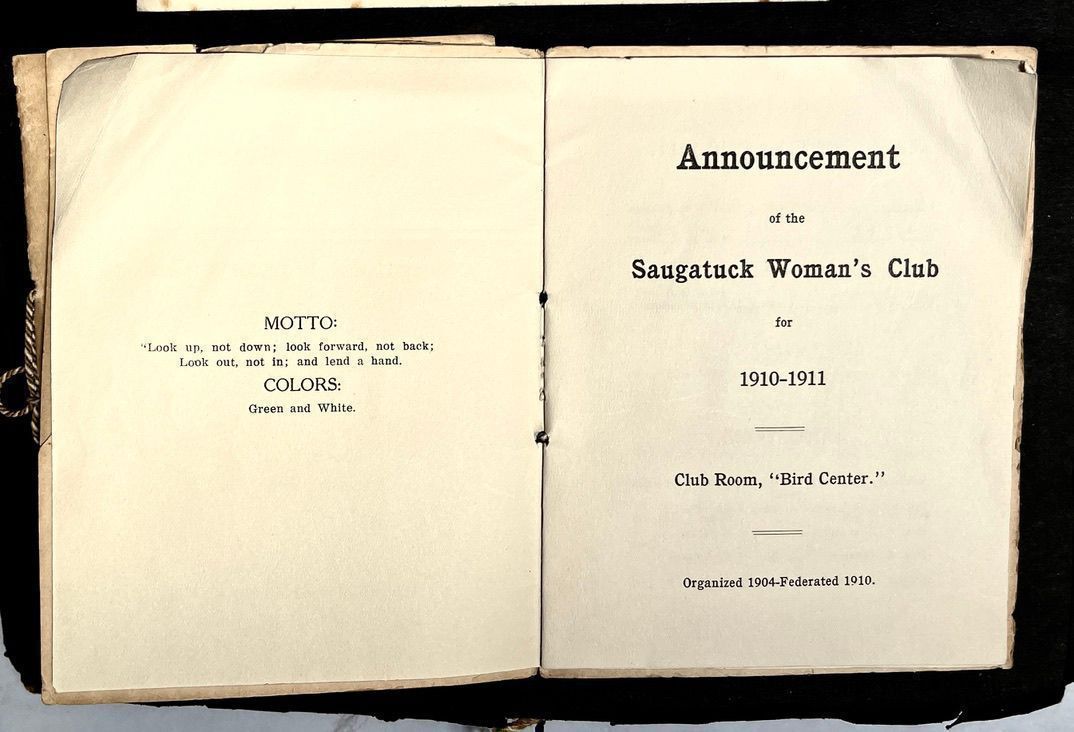 MOTTO:
“Look up, not down; look forward, not back;
Look out, not in; and lend a hand.
COLORS:
Green and White.
Announcement
of the
Saugatuck Woman's Club
for
1910-1911
Club Room, “Bird Center.”
Organized 1904-Federated 1910.